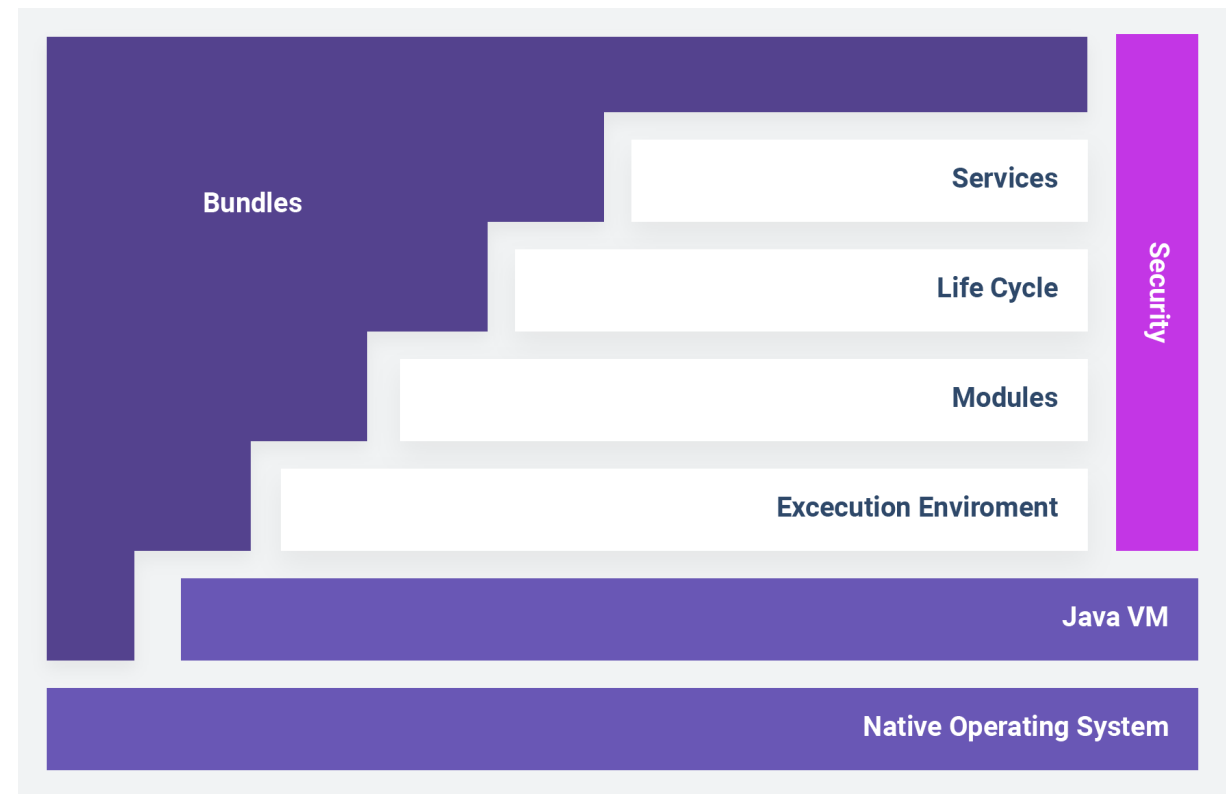 Bundles
Services
Life Cycle
Modules
Excecution Enviroment
Security
Java VM
Native Operating System